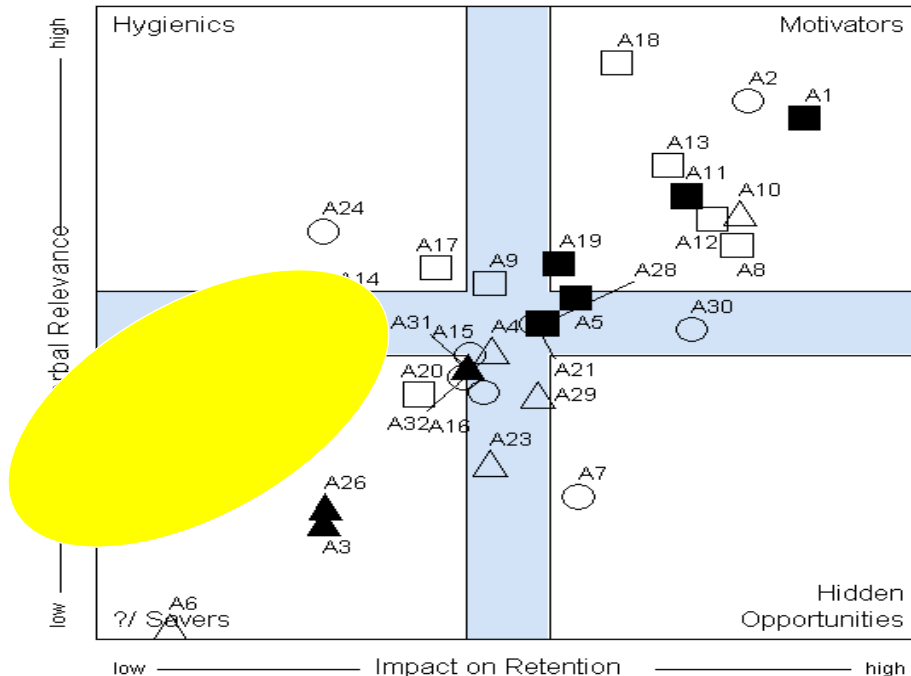 high
Hygienics
Motivators
A18
A2
A1
A13
A11
A10
A24
A12
A8
A17
A9
A19
A28
A14
A30
A31
A15
A4
A5
A20
A21
A29
A32
A16
A23
A26
A7
A3
A6
low
?/ Savers
Hidden
Opportunities
Relevance
low
Impact on Retention
high